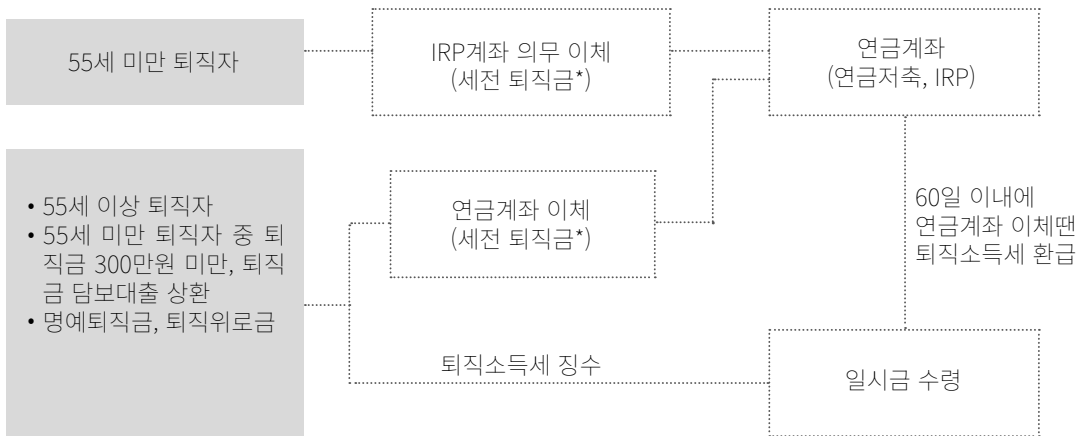 55세 미만 퇴직자
IRP계좌 의무 이체
(세전 퇴직금*)
연금계좌
(연금저축, IRP)
• 55세 이상 퇴직자
• 55세 미만 퇴직자 중 퇴
직금 300만원 미만, 퇴직
금 담보대출 상환
• 명예퇴직금, 퇴직위로금
연금계좌 이체
(세전 퇴직금*)
60일 이내에
연금계좌 이체땐
퇴직소득세 환급
퇴직소득세 징수
일시금 수령